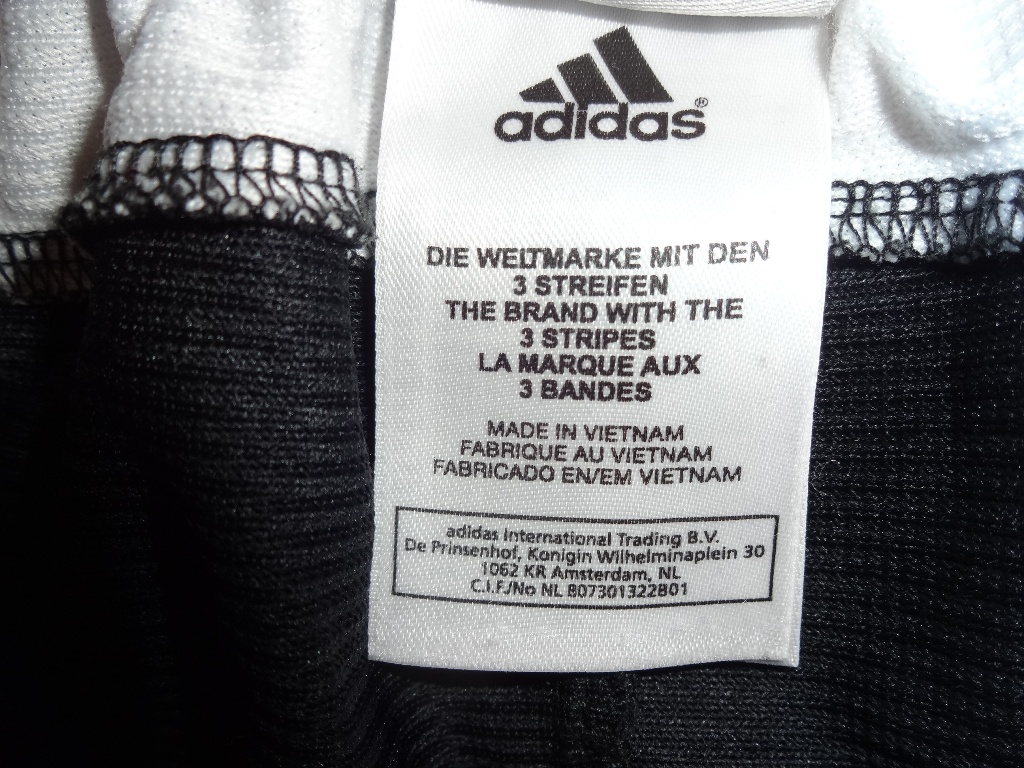 adidas®
DIE WELTMARKE MIT DEN
3 STREIFEN
THE BRAND WITH THE
3 STRIPES
LA MARQUE AUX
3 BANDES
MADE IN VIETNAM
FABRIQUE AU VIETNAM
FABRICADO EN/EM VIETNAM
adidas International Trading B.V.
De Prinsenhof, Konigin Wilhelminaplein 30
1062 KR Amsterdam, NL
C.I.F./No NL 807301322B01